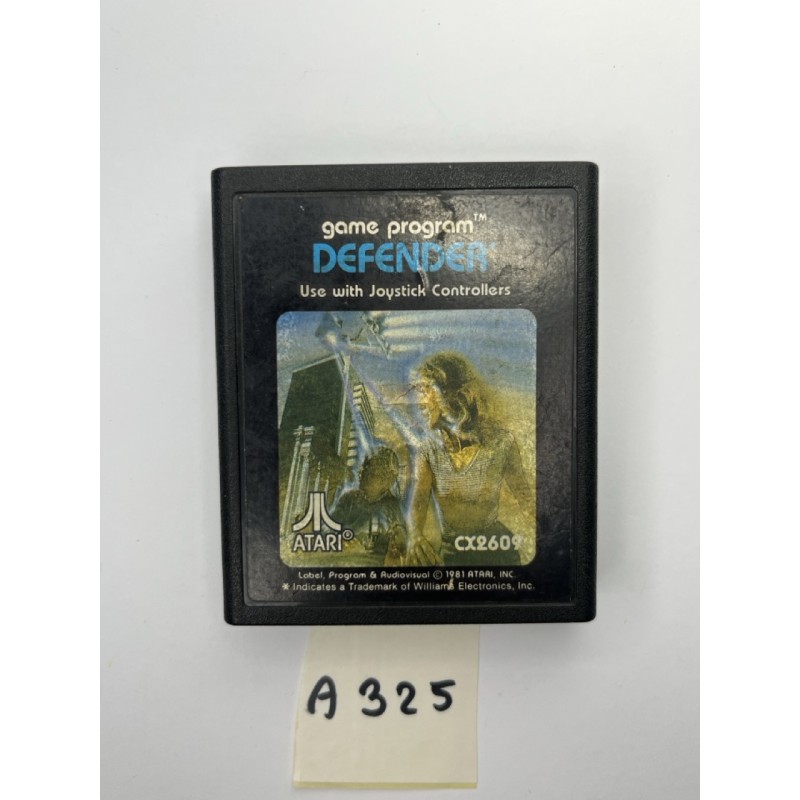 game program™
DEFENDER*
Use with Joystick Controllers
ATARI®
CX2609
Label, Program & Audiovisual © 1981 ATARI, INC.
* Indicates a Trademark of Williams Electronics, Inc.
A325